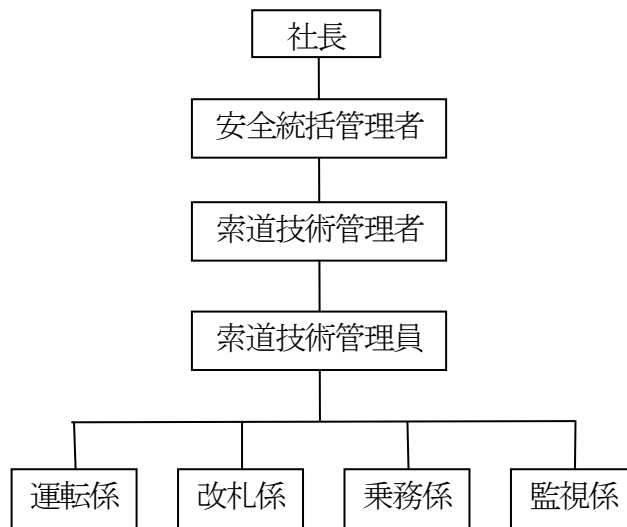 社長
安全統括管理者
索道技術管理者
索道技術管理員
運転係
改札係
乗務係
監視係